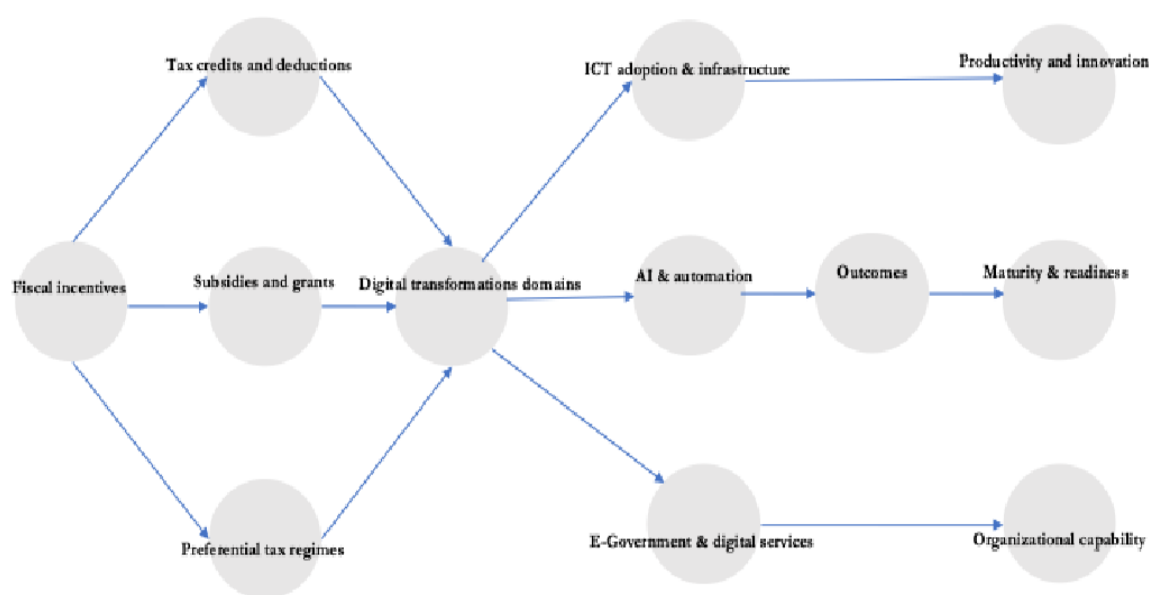 Tax credits and deductions
ICT adoption & infrastructure
Productivity and innovation
Fiscal incentives
Subsidies and grants
Digital transformations domains
AI & automation
Outcomes
Maturity & readiness
Preferential tax regimes
E-Government & digital services
Organizational capability